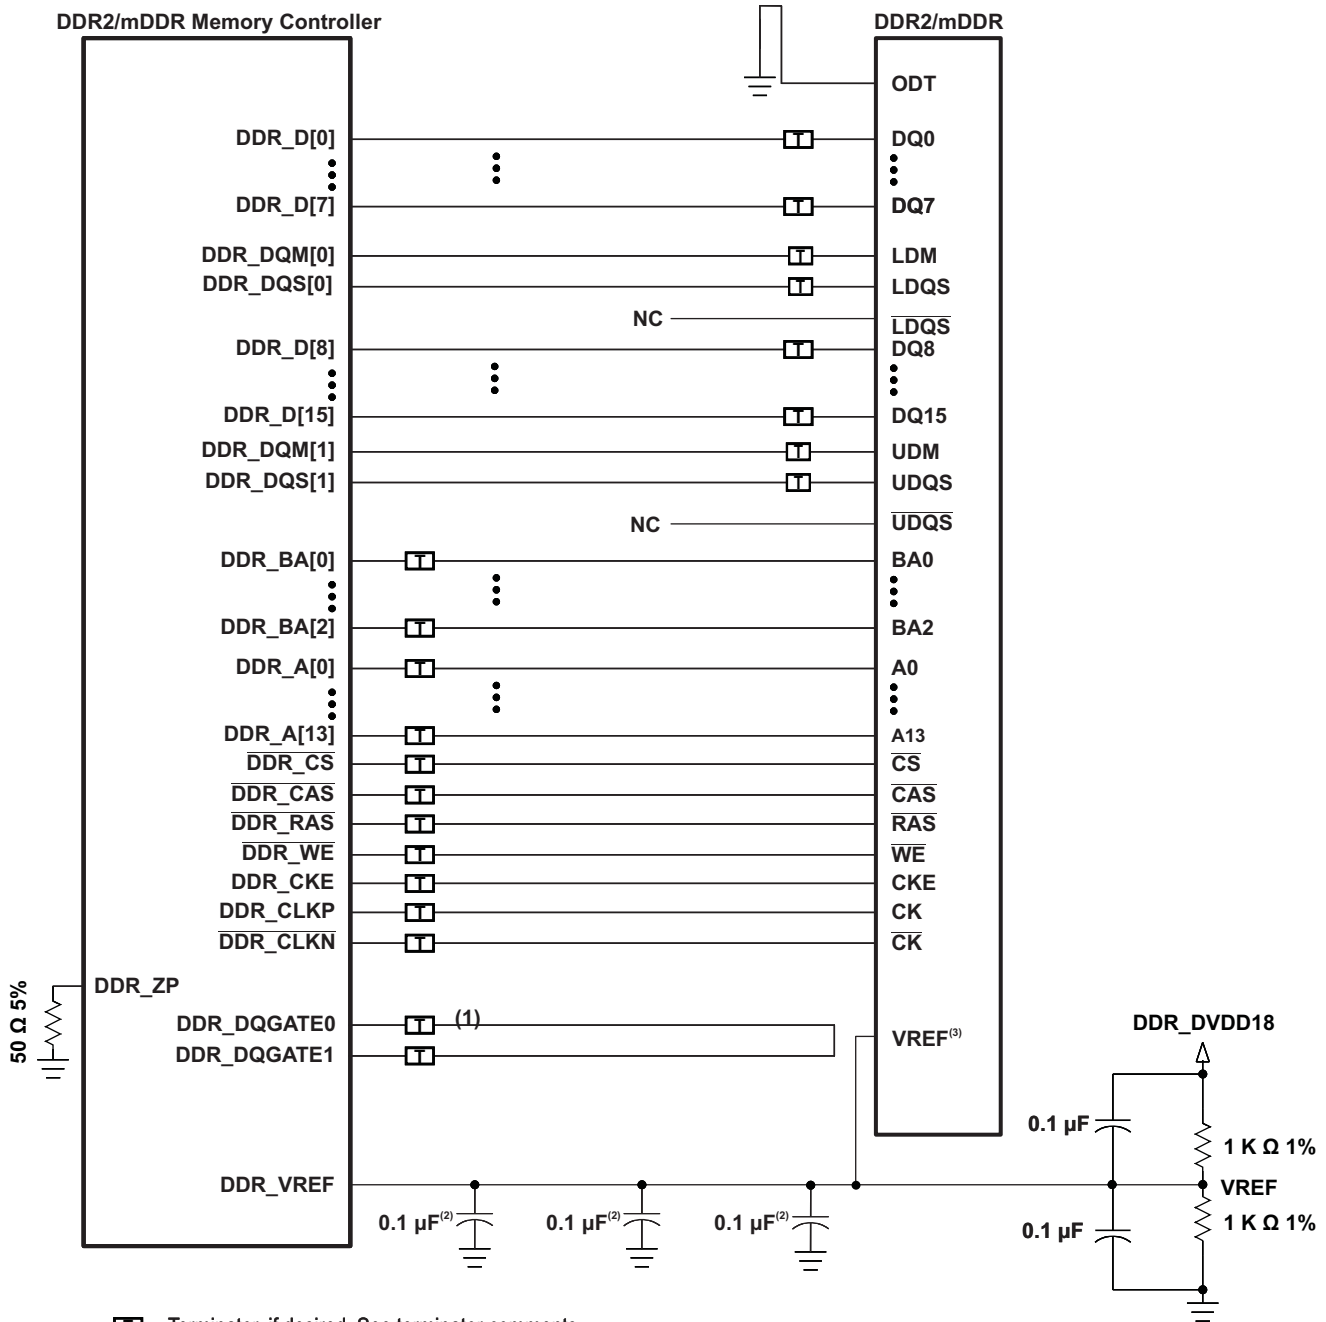 DDR2/mDDR Memory Controller
DDR2/mDDR
ODT
DDR_D[0]
T
DQ0
DDR_D[7]
T
DQ7
DDR_DQM[0]
T
LDM
DDR_DQS[0]
T
LDQS
NC
LDQS
DDR_D[8]
T
DQ8
DDR_D[15]
T
DQ15
DDR_DQM[1]
T
UDM
DDR_DQS[1]
T
UDQS
NC
UDQS
DDR_BA[0]
T
BA0
DDR_BA[2]
T
BA2
DDR_A[0]
T
A0
DDR_A[13]
T
A13
DDR_CS
T
CS
DDR_CAS
T
CAS
DDR_RAS
T
RAS
DDR_WE
T
WE
DDR_CKE
T
CKE
DDR_CLKP
T
CK
DDR_CLKN
T
CK
DDR_ZP
50 Ω 5%
DDR_DQGATE0
T
(1)
DDR_DQGATE1
T
VREF(3)
DDR_DVDD18
0.1 µF
1 K Ω 1%
DDR_VREF
VREF
0.1 µF(2)
0.1 µF(2)
0.1 µF(2)
0.1 µF
1 K Ω 1%